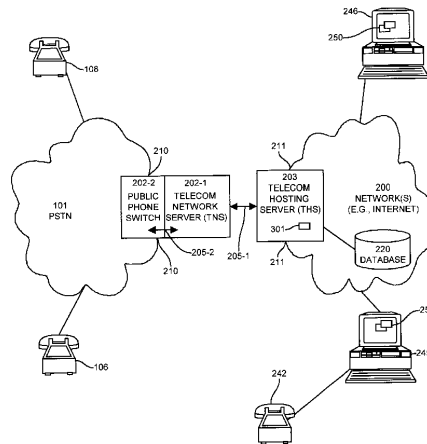 246
250
106
210
211
202-2
202-1
203
101
PSTN
PUBLIC
PHONE
SWITCH
TELECOM
NETWORK
SERVER (TNS)
TELECOM
HOSTING
SERVER (THS)
301
200
NETWORK(S)
(E.G., INTERNET)
220
DATABASE
205-2
205-1
210
211
106
242